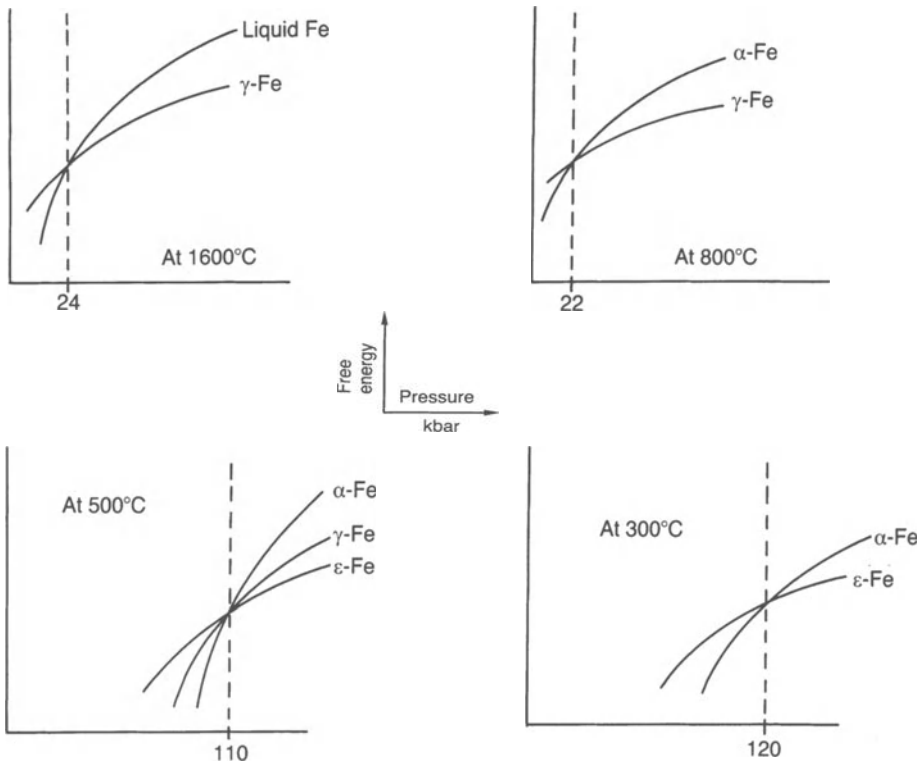 Liquid Fe
γ-Fe
At 1600°C
24
α-Fe
γ-Fe
At 800°C
22
Free
energy
Pressure
kbar
At 500°C
α-Fe
γ-Fe
ε-Fe
110
At 300°C
α-Fe
ε-Fe
120